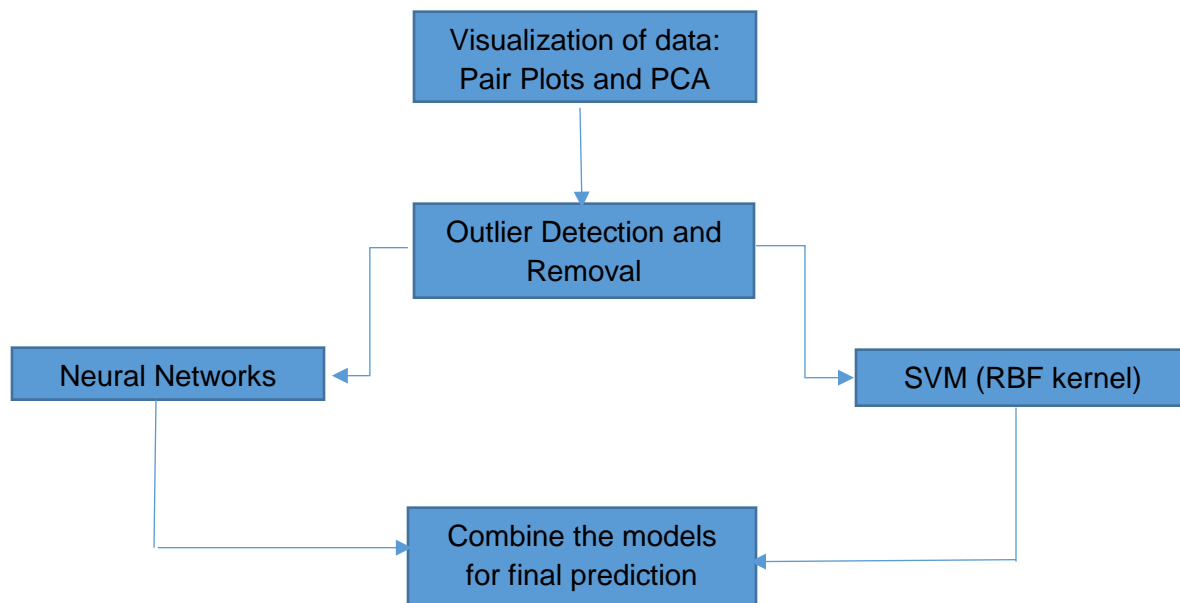 Visualization of data:
Pair Plots and PCA
Outlier Detection and
Removal
Neural Networks
SVM (RBF kernel)
Combine the models
for final prediction